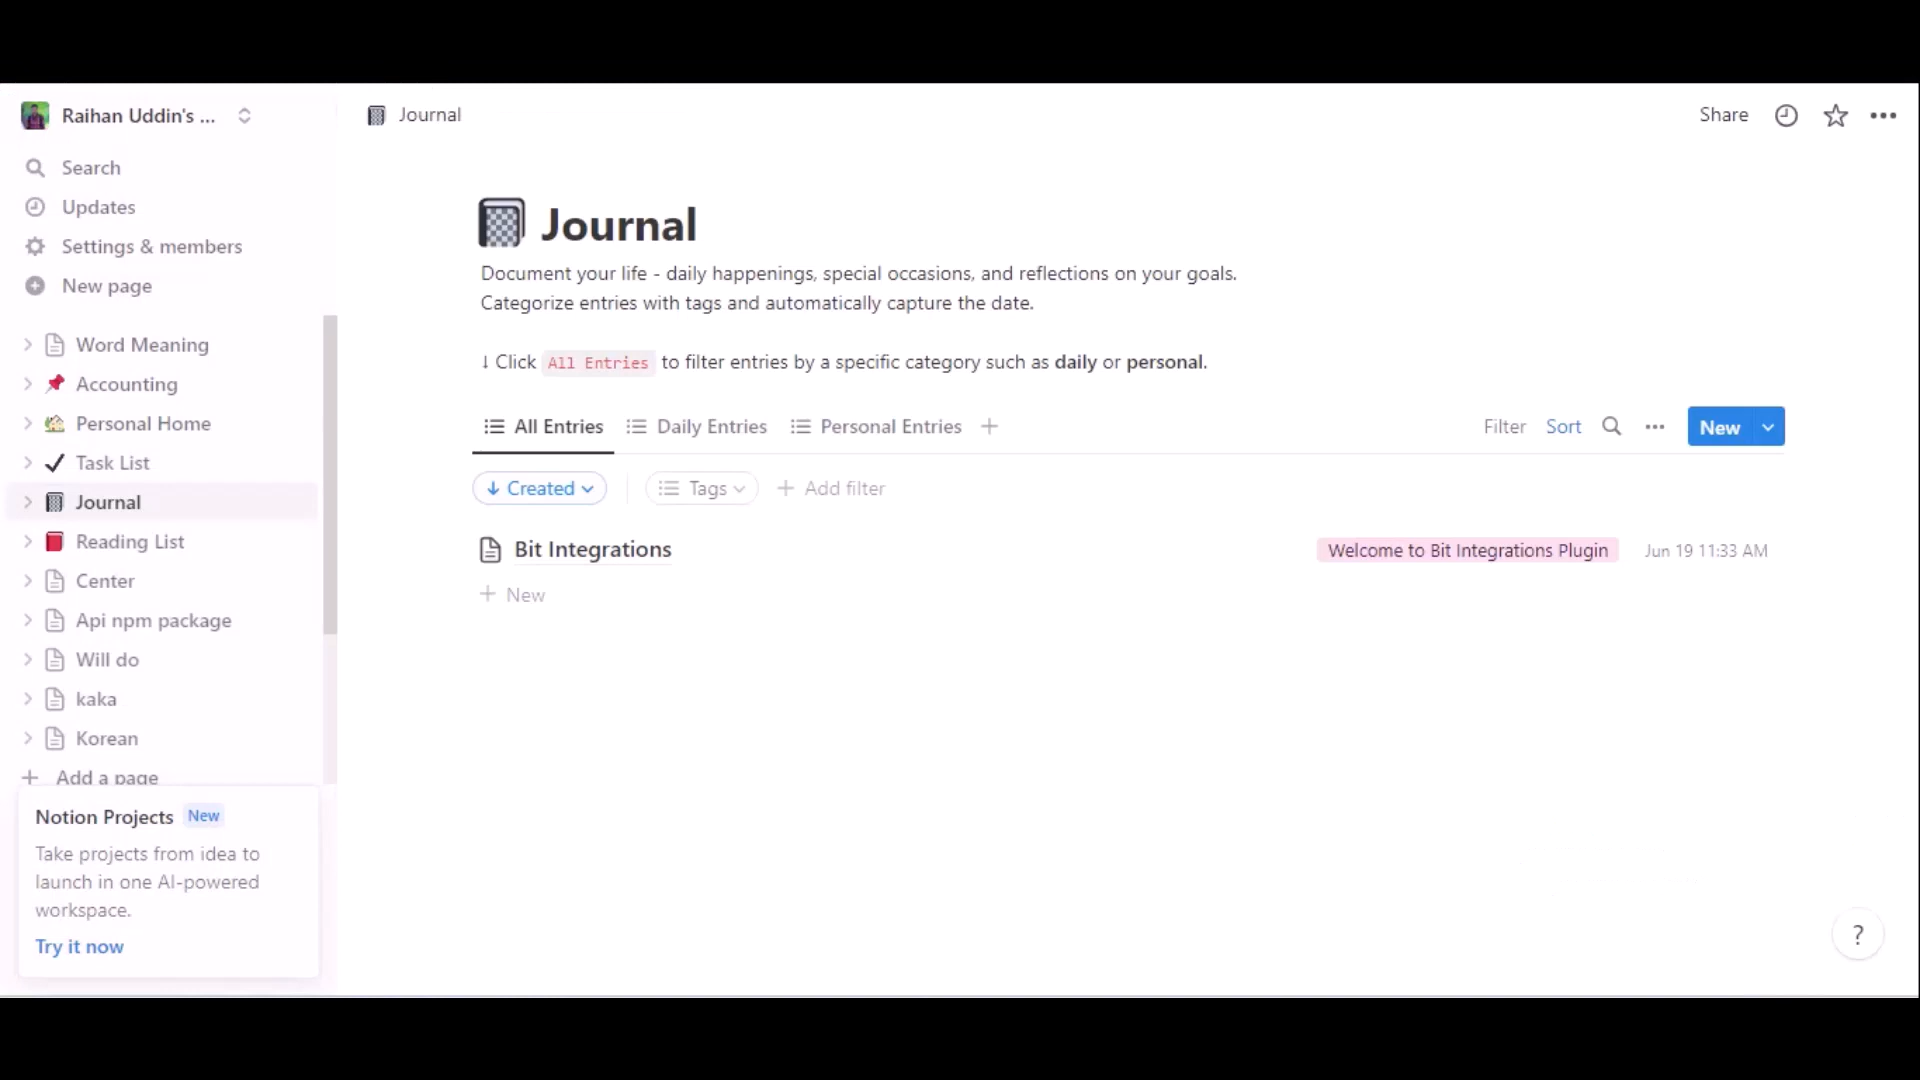 Raihan Uddin's ...
Search
Updates
Settings & members
New page
Word Meaning
Accounting
Personal Home
Task List
Journal
Reading List
Center
Api npm package
Will do
kaka
Korean
Add a page
Notion Projects New
Take projects from idea to
launch in one AI-powered
workspace.
Try it now
Journal
Share
Journal
Document your life - daily happenings, special occasions, and reflections on your goals.
Categorize entries with tags and automatically capture the date.
↓ Click All Entries to filter entries by a specific category such as daily or personal.
All Entries Daily Entries Personal Entries +
Filter Sort New
↓ Created Tags + Add filter
Bit Integrations Welcome to Bit Integrations Plugin Jun 19 11:33 AM
+ New
?